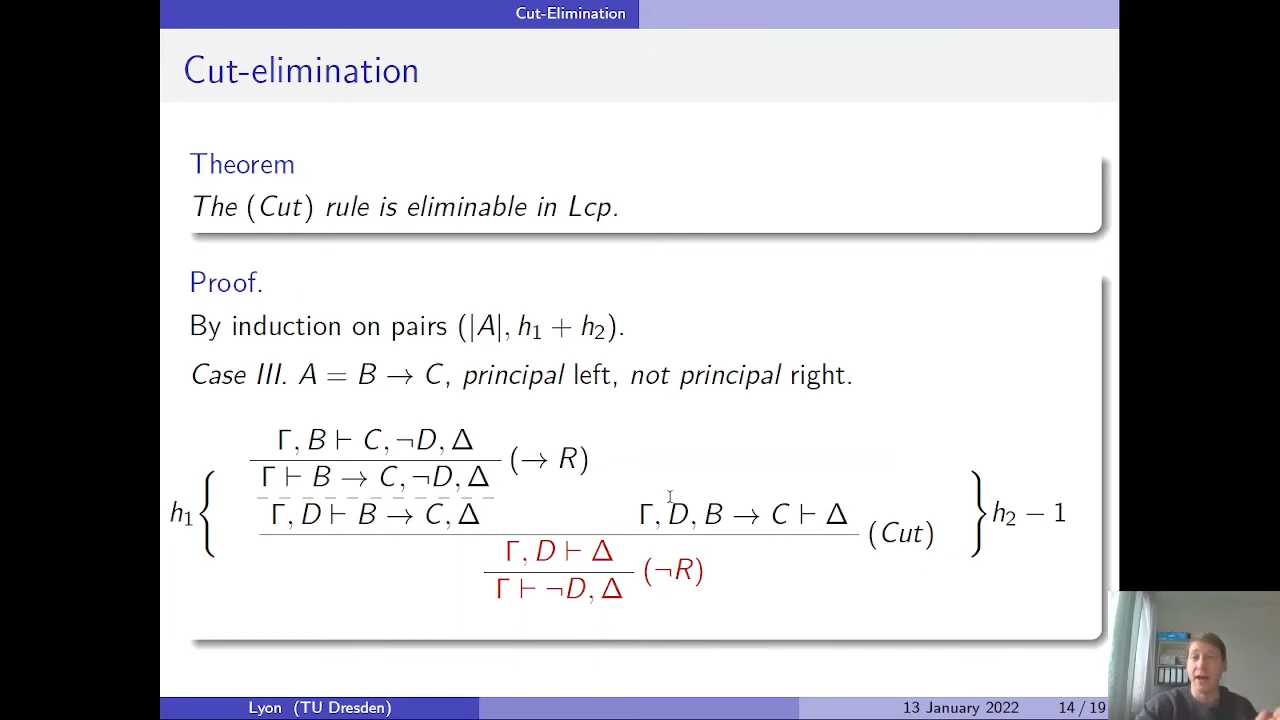 Cut-Elimination
Cut-elimination
Theorem
The (Cut) rule is eliminable in Lcp.
Proof.
By induction on pairs (|A|, h₁ + h₂).
Case III. A = B → C, principal left, not principal right.
Γ, B ⊢ C, ¬D, Δ
(→ R)
Γ ⊢ B → C, ¬D, Δ
h₁ { Γ, D ⊢ B → C, Δ Γ, D, B → C ⊢ Δ } h₂ − 1
(Cut)
Γ, D ⊢ Δ
(¬R)
Γ ⊢ ¬D, Δ
Lyon (TU Dresden) 13 January 2022 14 / 19